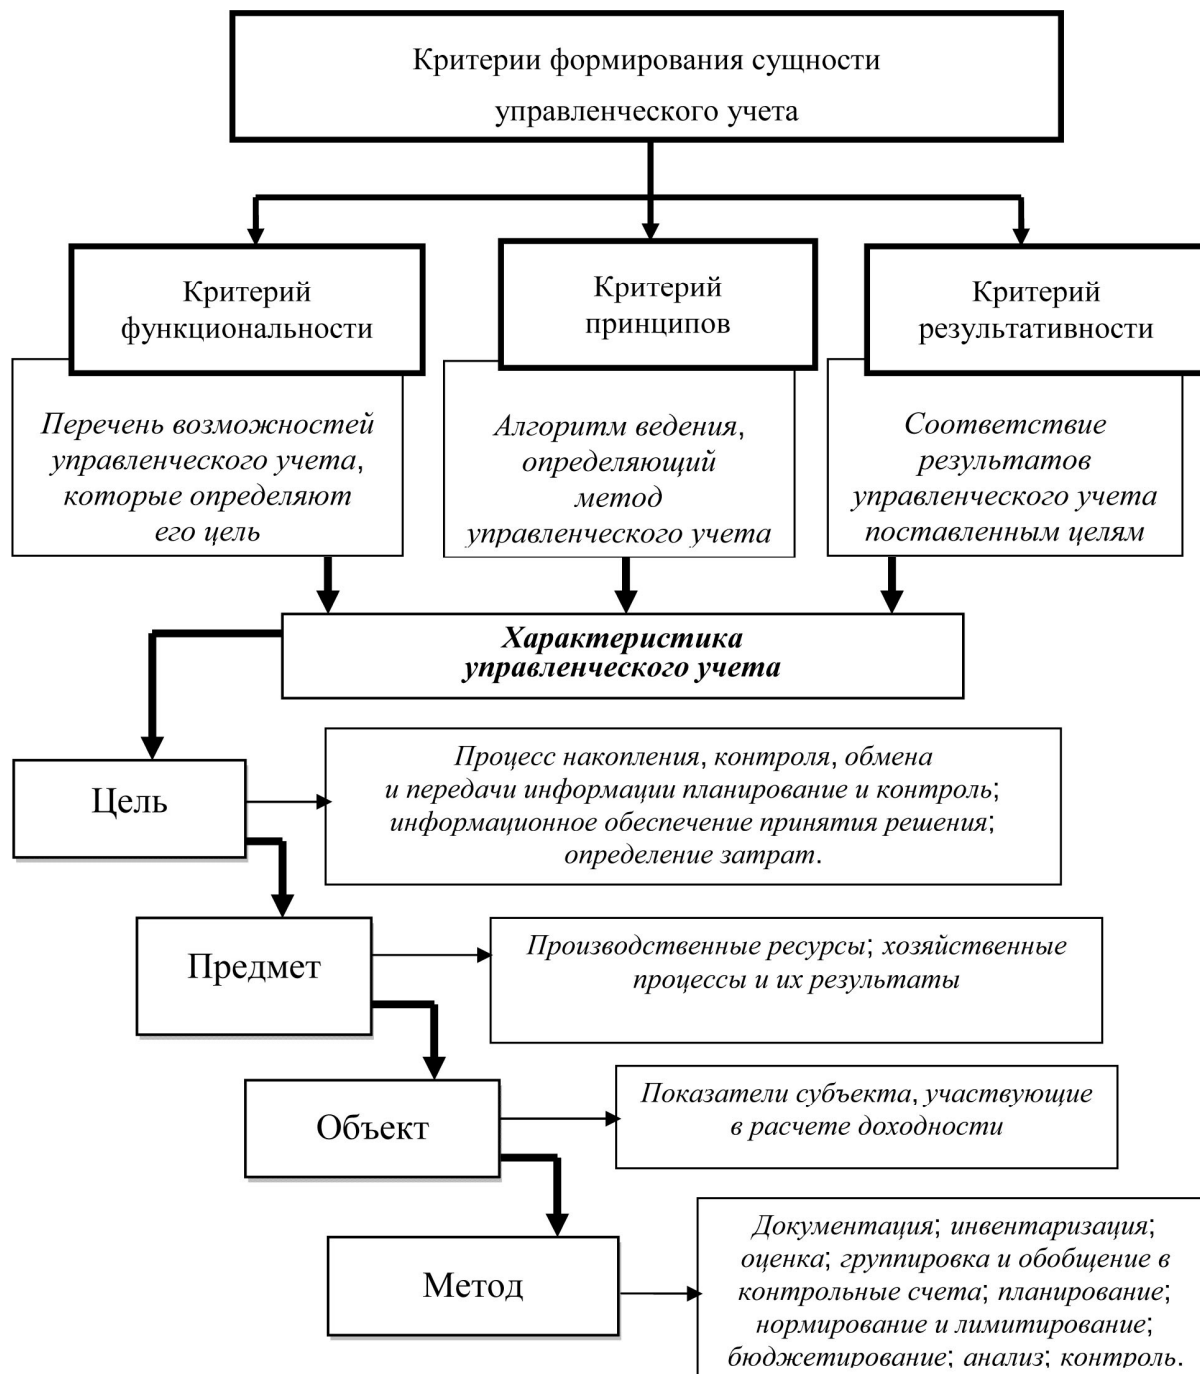 Критерии формирования сущности
управленческого учета
Критерий
функциональности
Критерий
принципов
Критерий
результативности
Перечень возможностей
управленческого учета,
которые определяют
его цель
Алгоритм ведения,
определяющий
метод
управленческого учета
Соответствие
результатов
управленческого учета
поставленным целям
Характеристика
управленческого учета
Цель
Процесс накопления, контроля, обмена
и передачи информации планирование и контроль;
информационное обеспечение принятия решения;
определение затрат.
Предмет
Производственные ресурсы; хозяйственные
процессы и их результаты
Объект
Показатели субъекта, участвующие
в расчете доходности
Метод
Документация; инвентаризация;
оценка; группировка и обобщение в
контрольные счета; планирование;
нормирование и лимитирование;
бюджетирование; анализ; контроль.